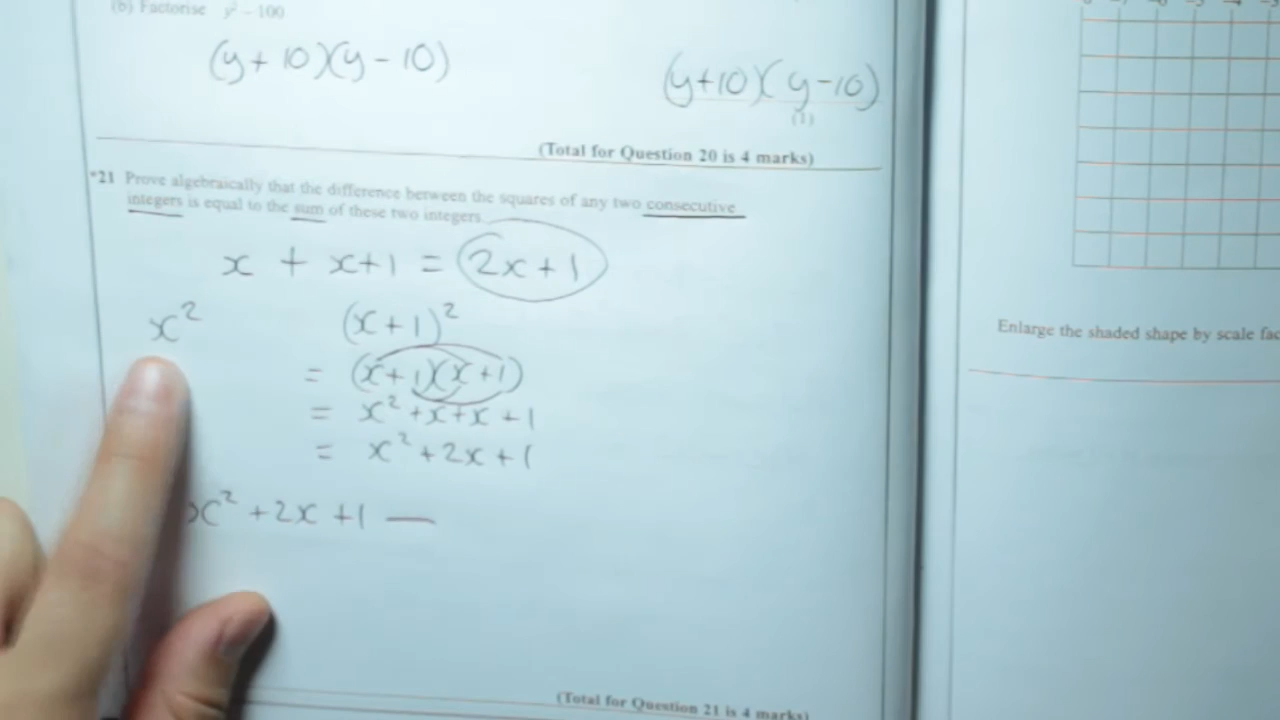 (b) Factorise y² – 100
(y + 10)(y – 10)
(y+10)(y–10)
(1)
(Total for Question 20 is 4 marks)
*21 Prove algebraically that the difference between the squares of any two consecutive
integers is equal to the sum of these two integers.
x + x+1 = 2x+1
x² (x+1)²
= (x+1)(x+1)
= x²+x+x+1
= x²+2x+1
x²+2x+1 —
(Total for Question 21 is 4 marks)
Enlarge the shaded shape by scale fac